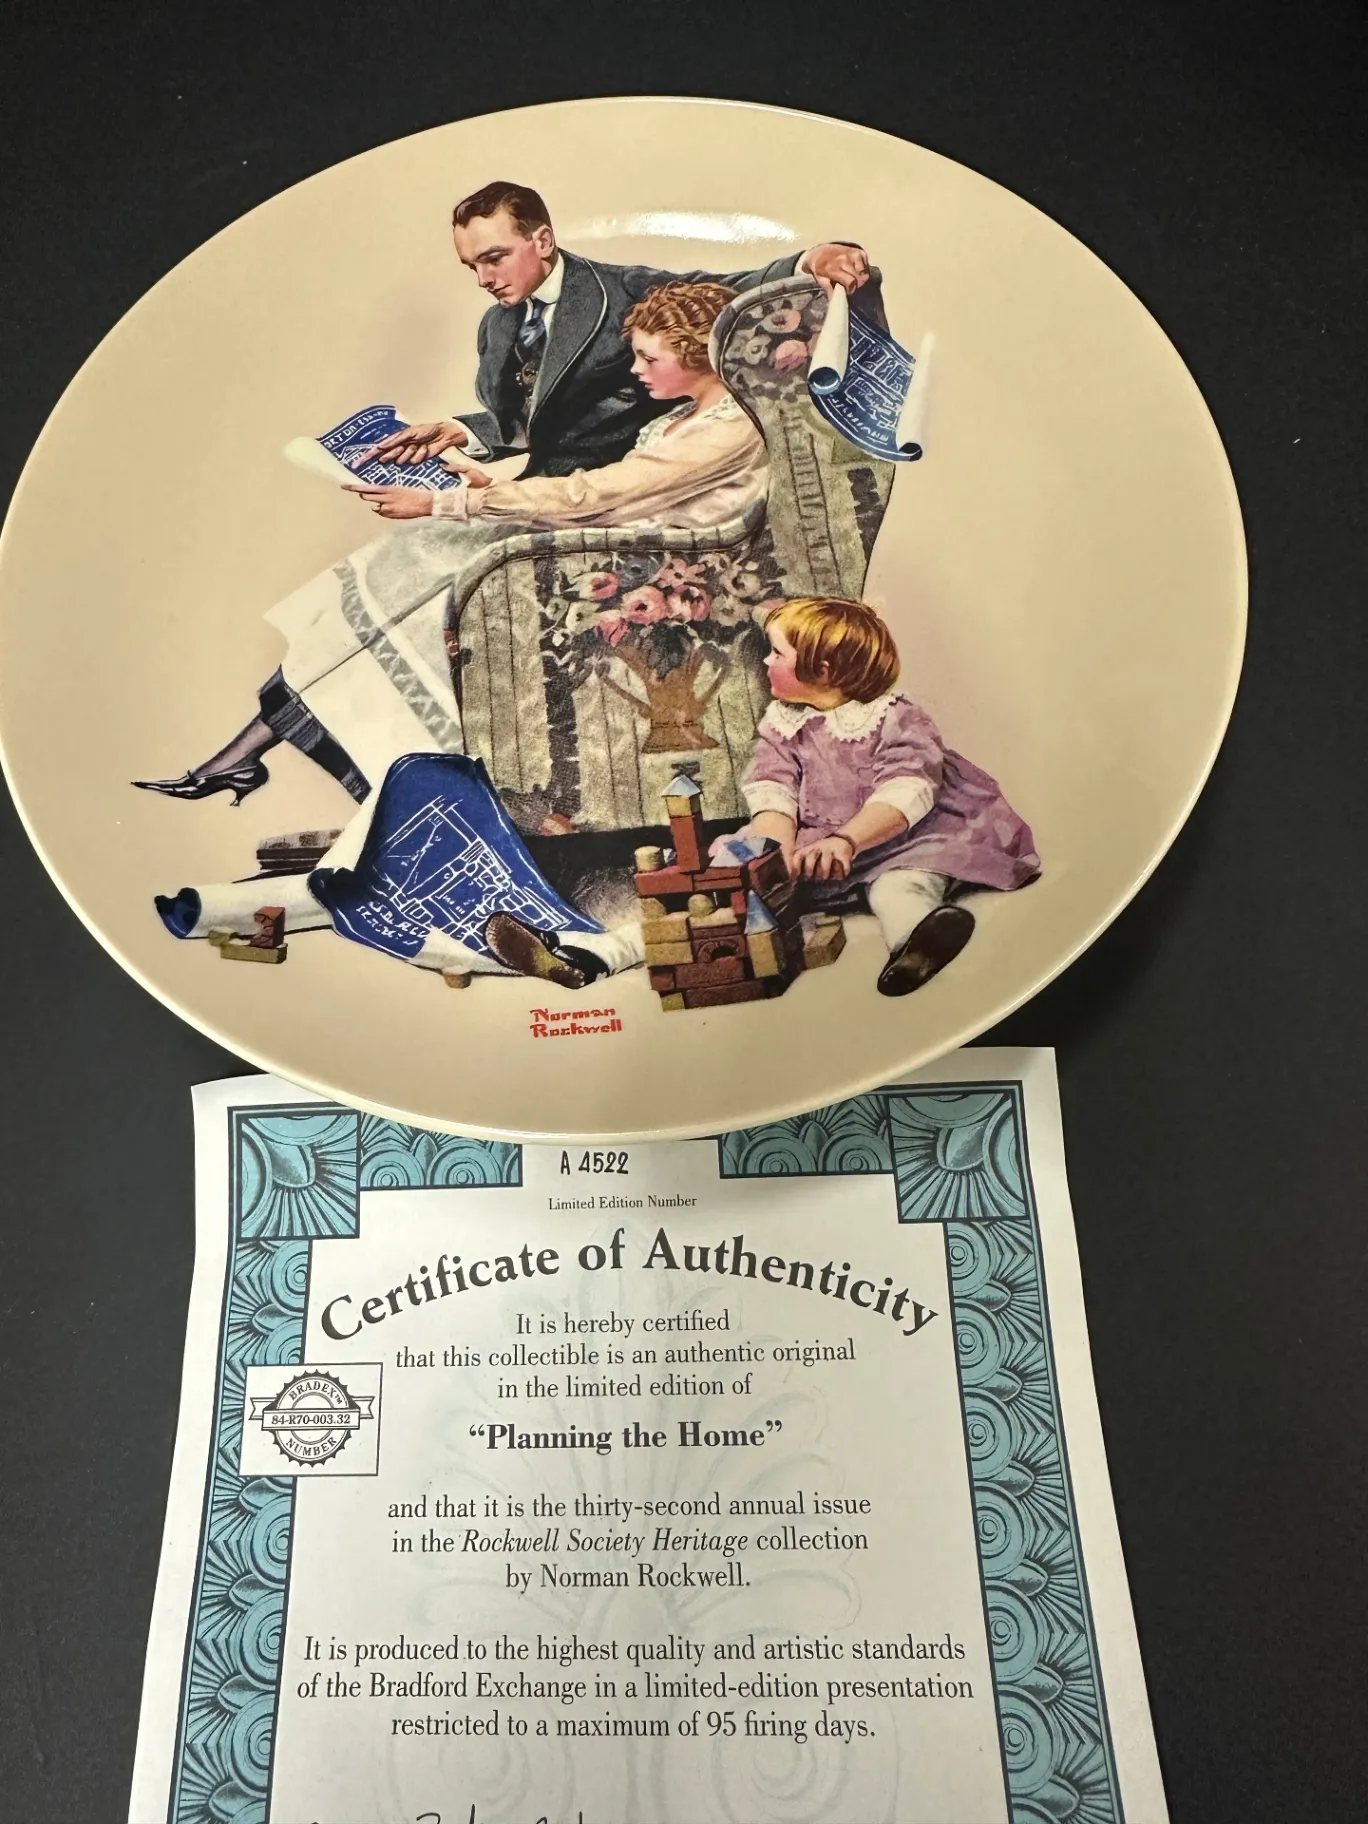 Norman
Rockwell
A 4522
Limited Edition Number
Certificate of Authenticity
It is hereby certified
that this collectible is an authentic original
in the limited edition of
BRADEX™
84-R70-003.32
NUMBER
“Planning the Home”
and that it is the thirty-second annual issue
in the Rockwell Society Heritage collection
by Norman Rockwell.
It is produced to the highest quality and artistic standards
of the Bradford Exchange in a limited-edition presentation
restricted to a maximum of 95 firing days.